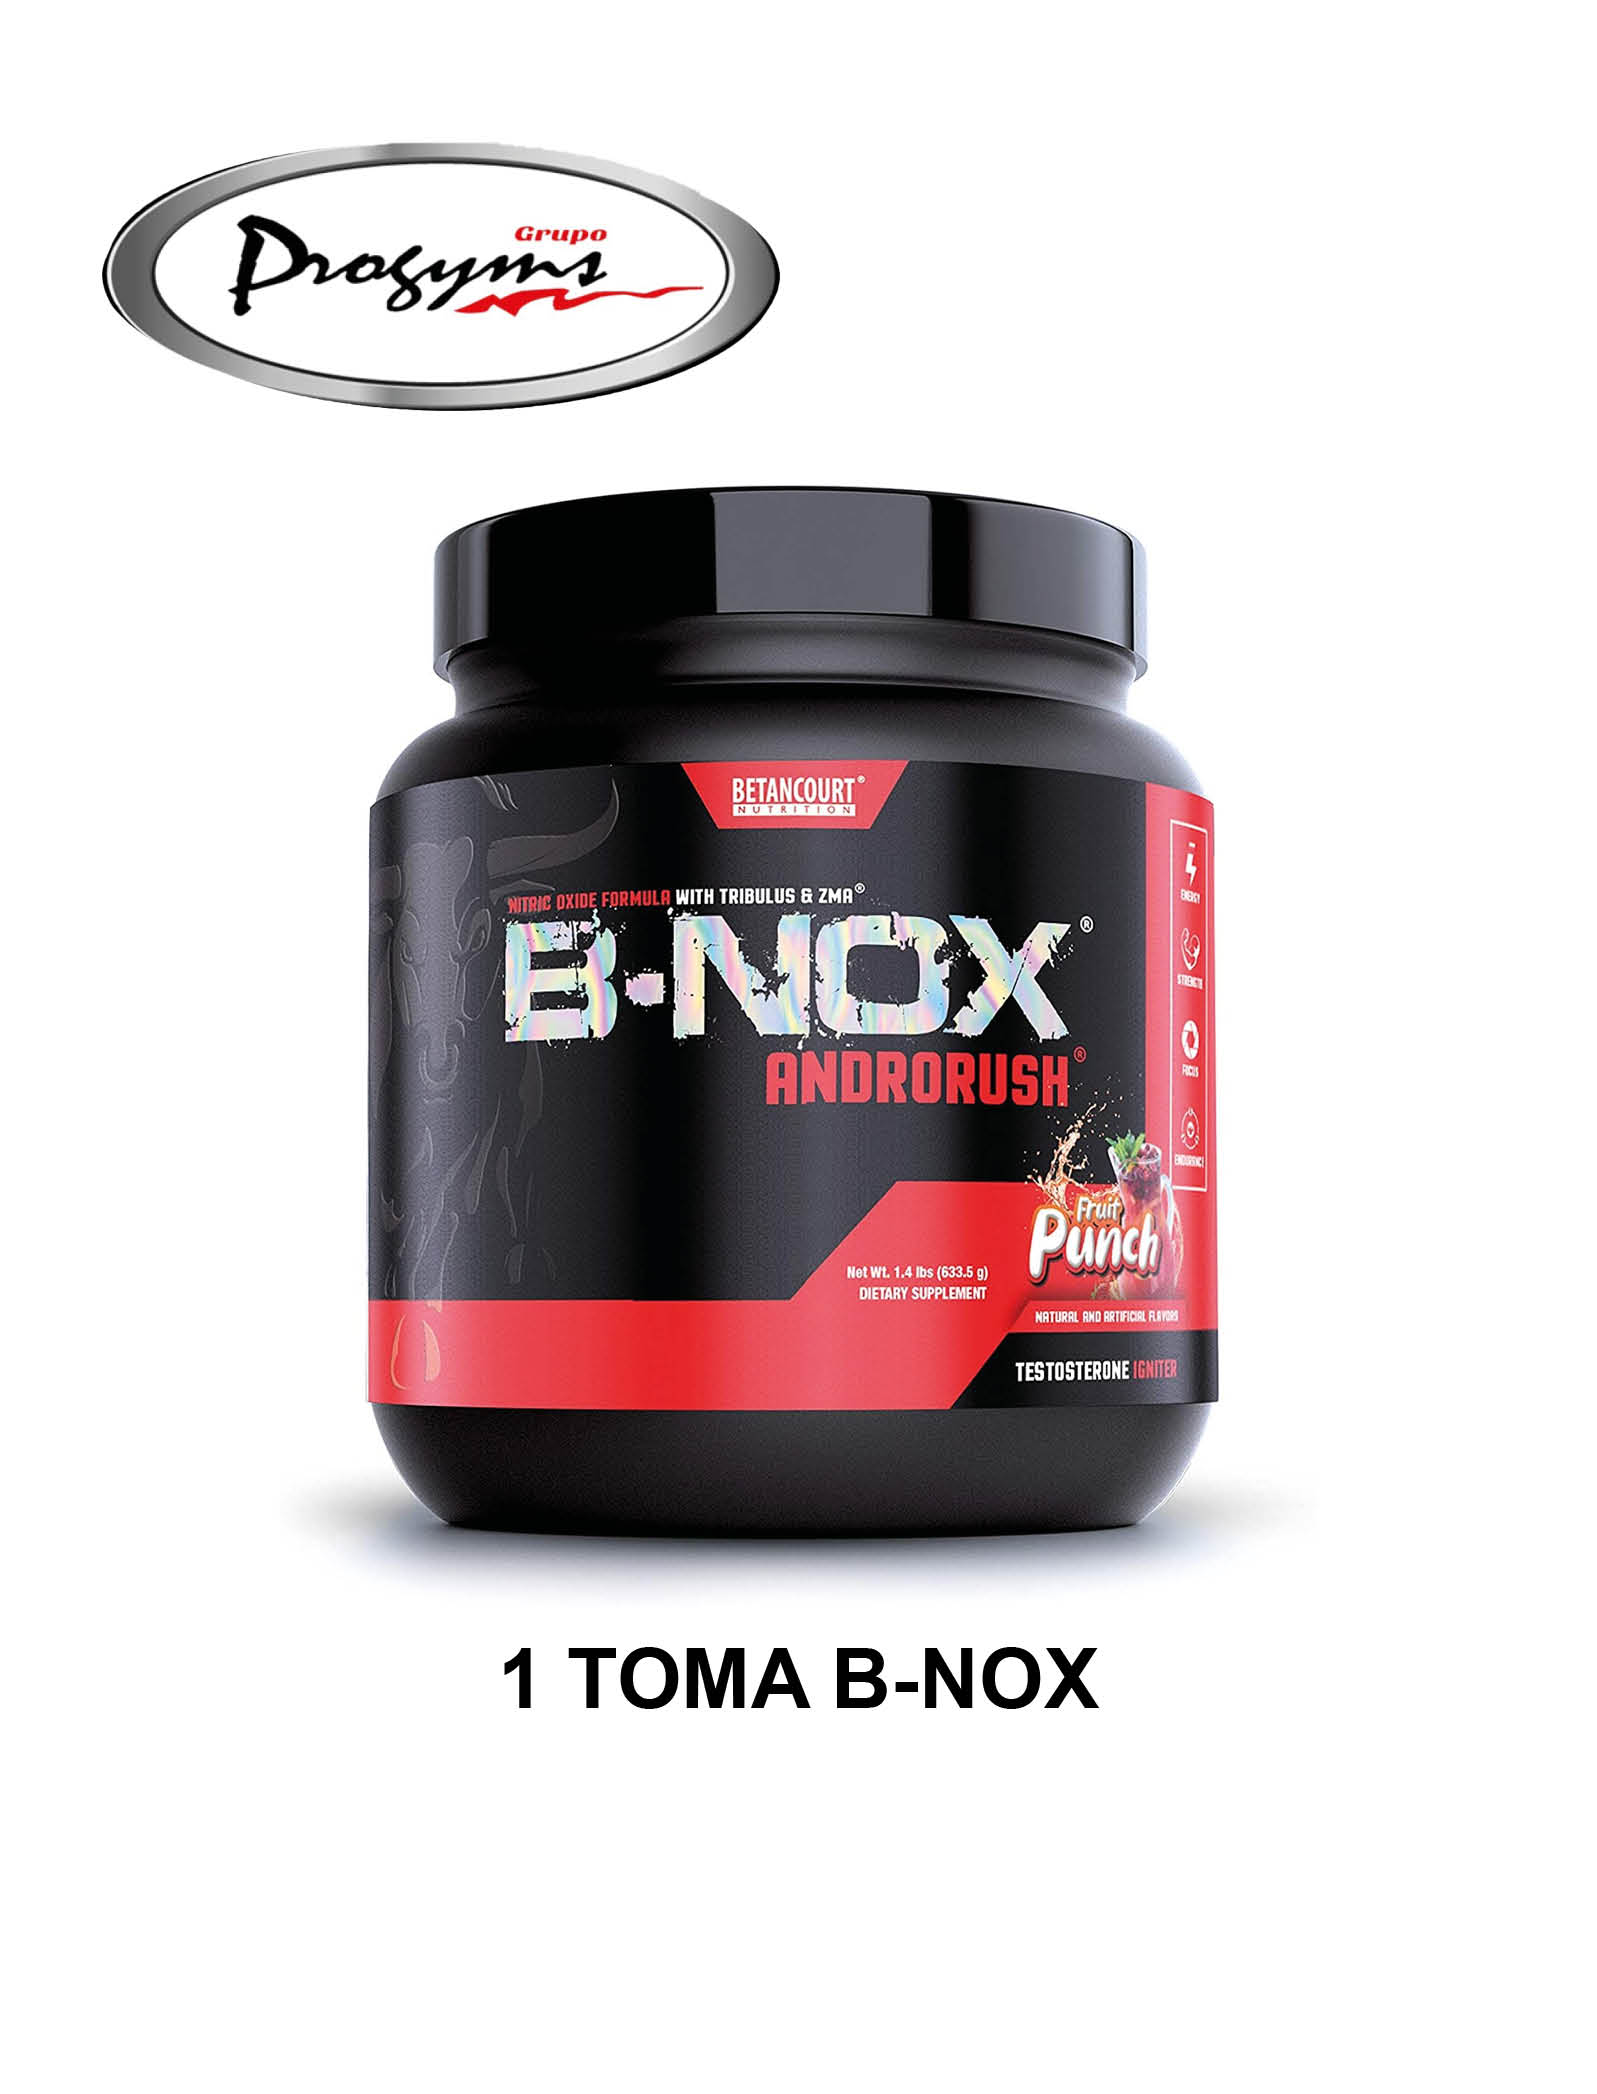 Grupo
Progyms
BETANCOURT®
NUTRITION
NITRIC OXIDE FORMULA WITH TRIBULUS & ZMA®
B-NOX®
ANDRORUSH®
ENERGY
STRENGTH
FOCUS
ENDURANCE
Fruit
Punch
Net Wt. 1.4 lbs (633.5 g)
DIETARY SUPPLEMENT
NATURAL AND ARTIFICIAL FLAVORS
TESTOSTERONE IGNITER
1 TOMA B-NOX